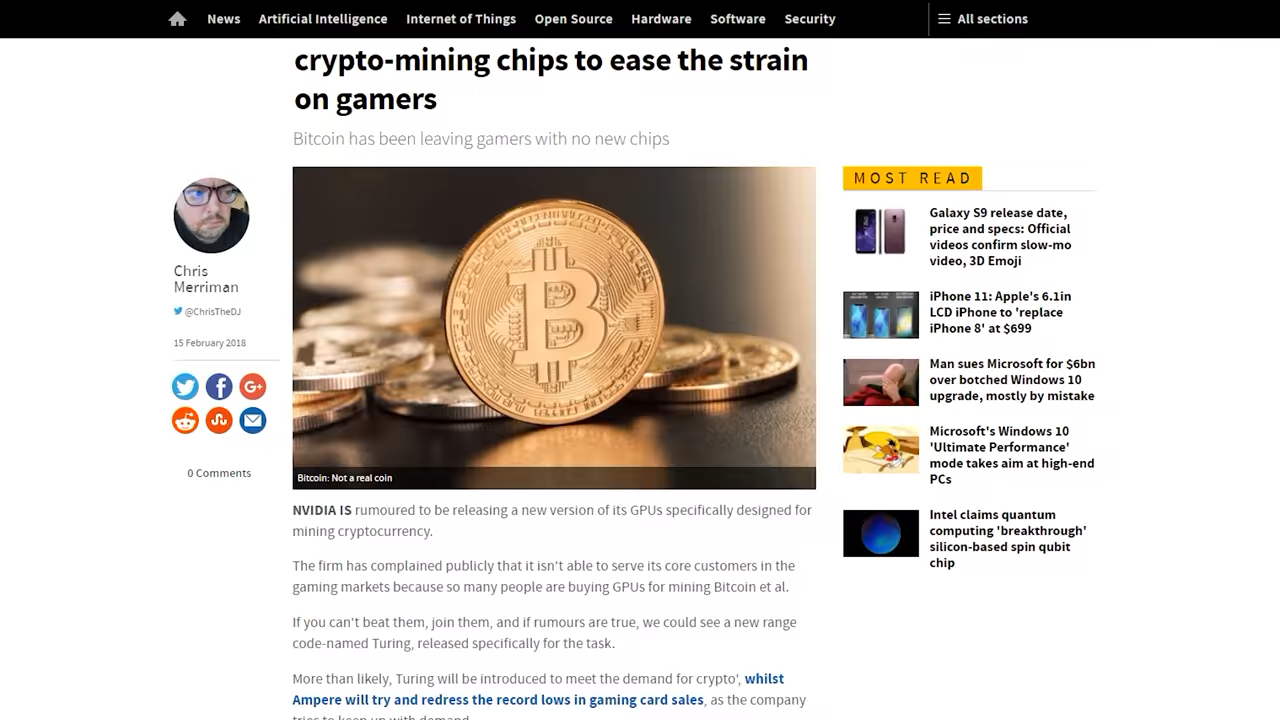 News Artificial Intelligence Internet of Things Open Source Hardware Software Security All sections
crypto-mining chips to ease the strain
on gamers
Bitcoin has been leaving gamers with no new chips
Chris
Merriman
@ChrisTheDJ
15 February 2018
0 Comments
Bitcoin: Not a real coin
NVIDIA IS rumoured to be releasing a new version of its GPUs specifically designed for
mining cryptocurrency.
The firm has complained publicly that it isn't able to serve its core customers in the
gaming markets because so many people are buying GPUs for mining Bitcoin et al.
If you can't beat them, join them, and if rumours are true, we could see a new range
code-named Turing, released specifically for the task.
More than likely, Turing will be introduced to meet the demand for crypto', whilst
Ampere will try and redress the record lows in gaming card sales, as the company
tries to keep up with demand
MOST READ
Galaxy S9 release date,
price and specs: Official
videos confirm slow-mo
video, 3D Emoji
iPhone 11: Apple's 6.1in
LCD iPhone to 'replace
iPhone 8' at $699
Man sues Microsoft for $6bn
over botched Windows 10
upgrade, mostly by mistake
Microsoft's Windows 10
'Ultimate Performance'
mode takes aim at high-end
PCs
Intel claims quantum
computing 'breakthrough'
silicon-based spin qubit
chip